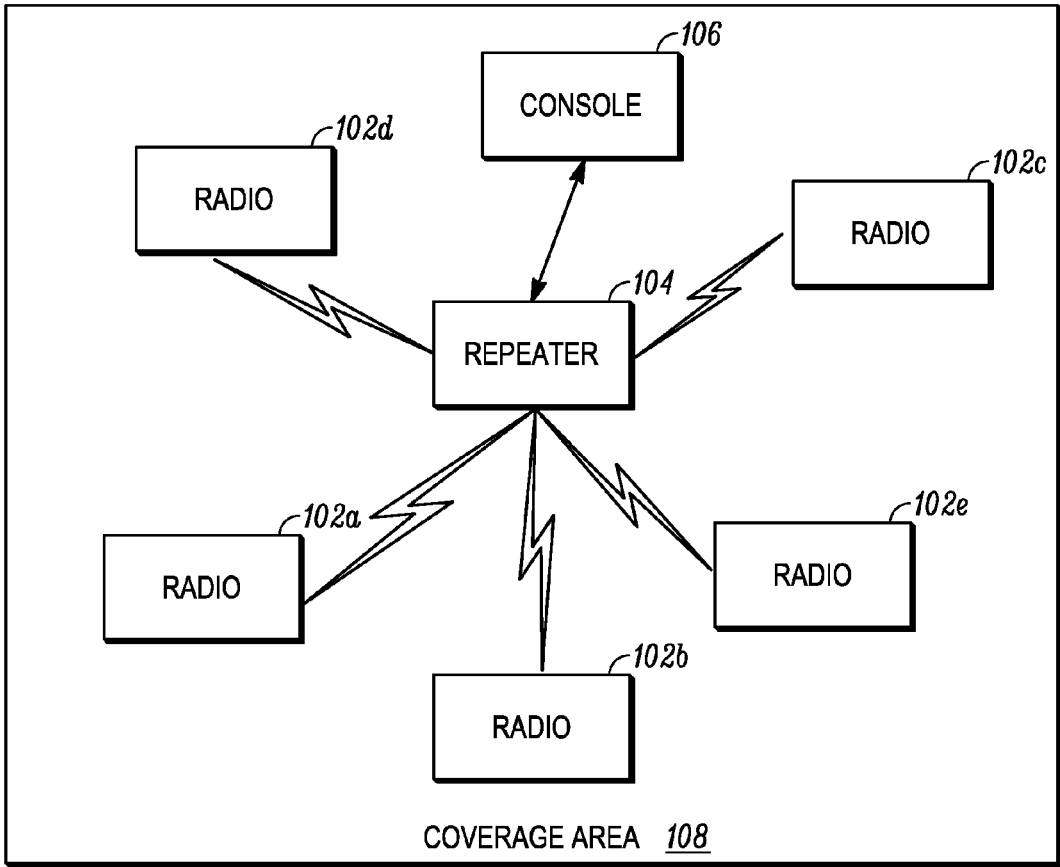 106
CONSOLE
102d
RADIO
102c
RADIO
104
REPEATER
102a
RADIO
102e
RADIO
102b
RADIO
COVERAGE AREA 108